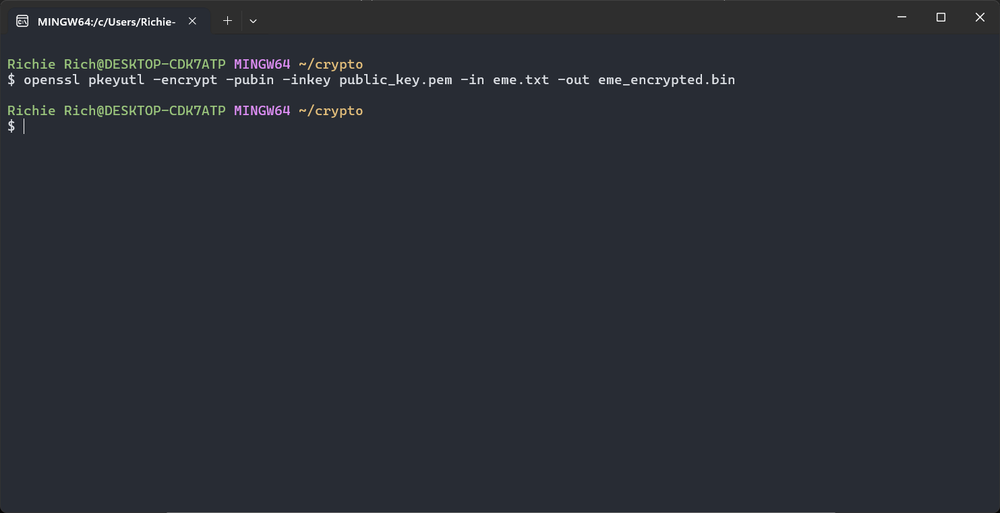 MINGW64:/c/Users/Richie-
Richie Rich@DESKTOP-CDK7ATP MINGW64 ~/crypto
$ openssl pkeyutl -encrypt -pubin -inkey public_key.pem -in eme.txt -out eme_encrypted.bin
Richie Rich@DESKTOP-CDK7ATP MINGW64 ~/crypto
$